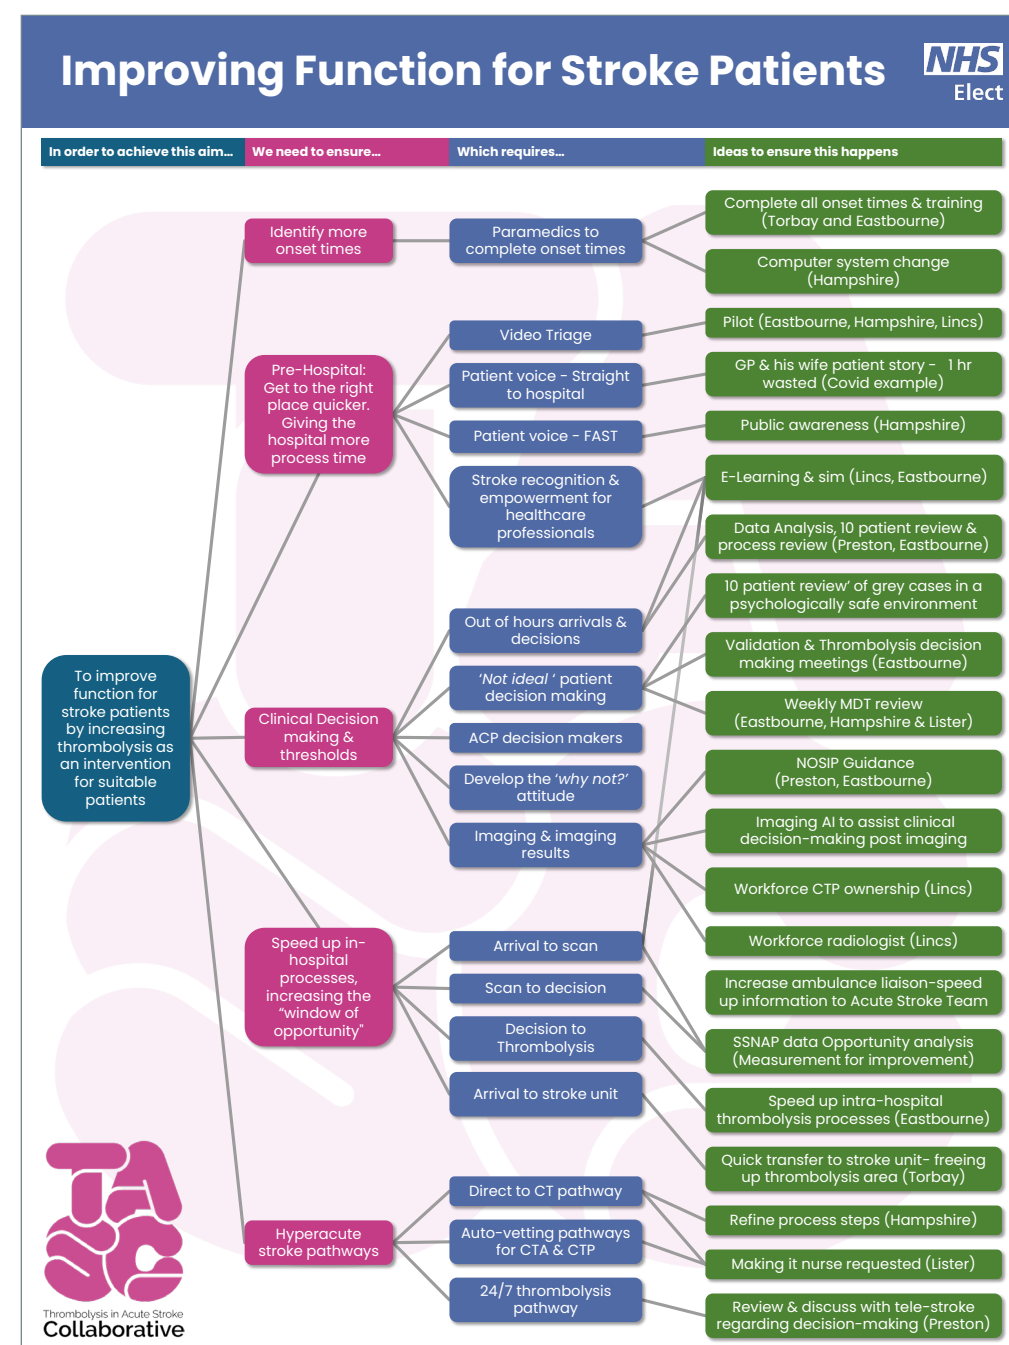 Improving Function for Stroke Patients
NHS
Elect
In order to achieve this aim...
We need to ensure...
Which requires...
Ideas to ensure this happens
To improve
function for
stroke patients
by increasing
thrombolysis as
an intervention
for suitable
patients
Identify more
onset times
Pre-Hospital:
Get to the right
place quicker.
Giving the
hospital more
process time
Clinical Decision
making &
thresholds
Speed up in-
hospital
processes,
increasing the
“window of
opportunity"
Hyperacute
stroke pathways
Paramedics to
complete onset times
Video Triage
Patient voice - Straight
to hospital
Patient voice - FAST
Stroke recognition &
empowerment for
healthcare
professionals
Out of hours arrivals &
decisions
‘Not ideal ‘ patient
decision making
ACP decision makers
Develop the ‘why not?’
attitude
Imaging & imaging
results
Arrival to scan
Scan to decision
Decision to
Thrombolysis
Arrival to stroke unit
Direct to CT pathway
Auto-vetting pathways
for CTA & CTP
24/7 thrombolysis
pathway
Complete all onset times & training
(Torbay and Eastbourne)
Computer system change
(Hampshire)
Pilot (Eastbourne, Hampshire, Lincs)
GP & his wife patient story - 1 hr
wasted (Covid example)
Public awareness (Hampshire)
E-Learning & sim (Lincs, Eastbourne)
Data Analysis, 10 patient review &
process review (Preston, Eastbourne)
10 patient review’ of grey cases in a
psychologically safe environment
Validation & Thrombolysis decision
making meetings (Eastbourne)
Weekly MDT review
(Eastbourne, Hampshire & Lister)
NOSIP Guidance
(Preston, Eastbourne)
Imaging AI to assist clinical
decision-making post imaging
Workforce CTP ownership (Lincs)
Workforce radiologist (Lincs)
Increase ambulance liaison-speed
up information to Acute Stroke Team
SSNAP data Opportunity analysis
(Measurement for improvement)
Speed up intra-hospital
thrombolysis processes (Eastbourne)
Quick transfer to stroke unit- freeing
up thrombolysis area (Torbay)
Refine process steps (Hampshire)
Making it nurse requested (Lister)
Review & discuss with tele-stroke
regarding decision-making (Preston)
TASC
Thrombolysis in Acute Stroke
Collaborative